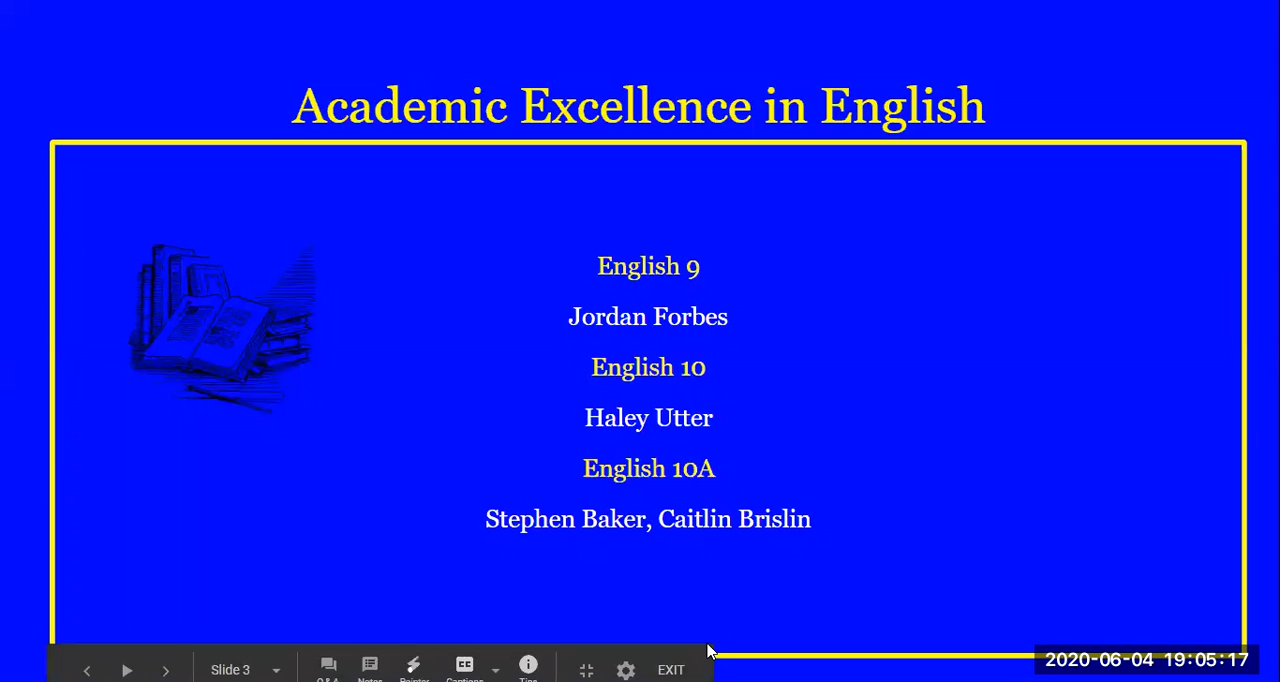 Academic Excellence in English
English 9
Jordan Forbes
English 10
Haley Utter
English 10A
Stephen Baker, Caitlin Brislin
Slide 3
EXIT
2020-06-04 19:05:17